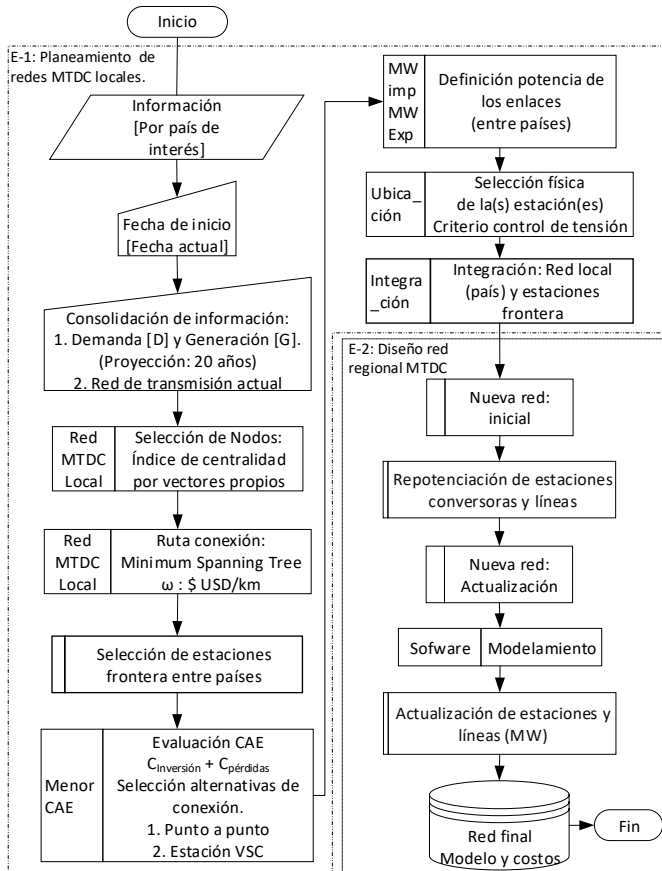 Inicio
E-1: Planeamiento de
redes MTDC locales.
Información
[Por país de
interés]
Fecha de inicio
[Fecha actual]
Consolidación de información:
1. Demanda [D] y Generación [G].
(Proyección: 20 años)
2. Red de transmisión actual
Red
MTDC
Local
Selección de Nodos:
Índice de centralidad
por vectores propios
Red
MTDC
Local
Ruta conexión:
Minimum Spanning Tree
ω : $ USD/km
Selección de estaciones
frontera entre países
Menor
CAE
Evaluación CAE
CInversión + Cpérdidas
Selección alternativas de
conexión.
1. Punto a punto
2. Estación VSC
MW
imp
MW
Exp
Definición potencia de
los enlaces
(entre países)
Ubica_
ción
Selección física
de la(s) estación(es)
Criterio control de tensión
Integra
_ción
Integración: Red local
(país) y estaciones
frontera
E-2: Diseño red
regional MTDC
Nueva red:
inicial
Repotenciación de estaciones
conversoras y líneas
Nueva red:
Actualización
Sofware
Modelamiento
Actualización de estaciones y
líneas (MW)
Red final
Modelo y costos
Fin